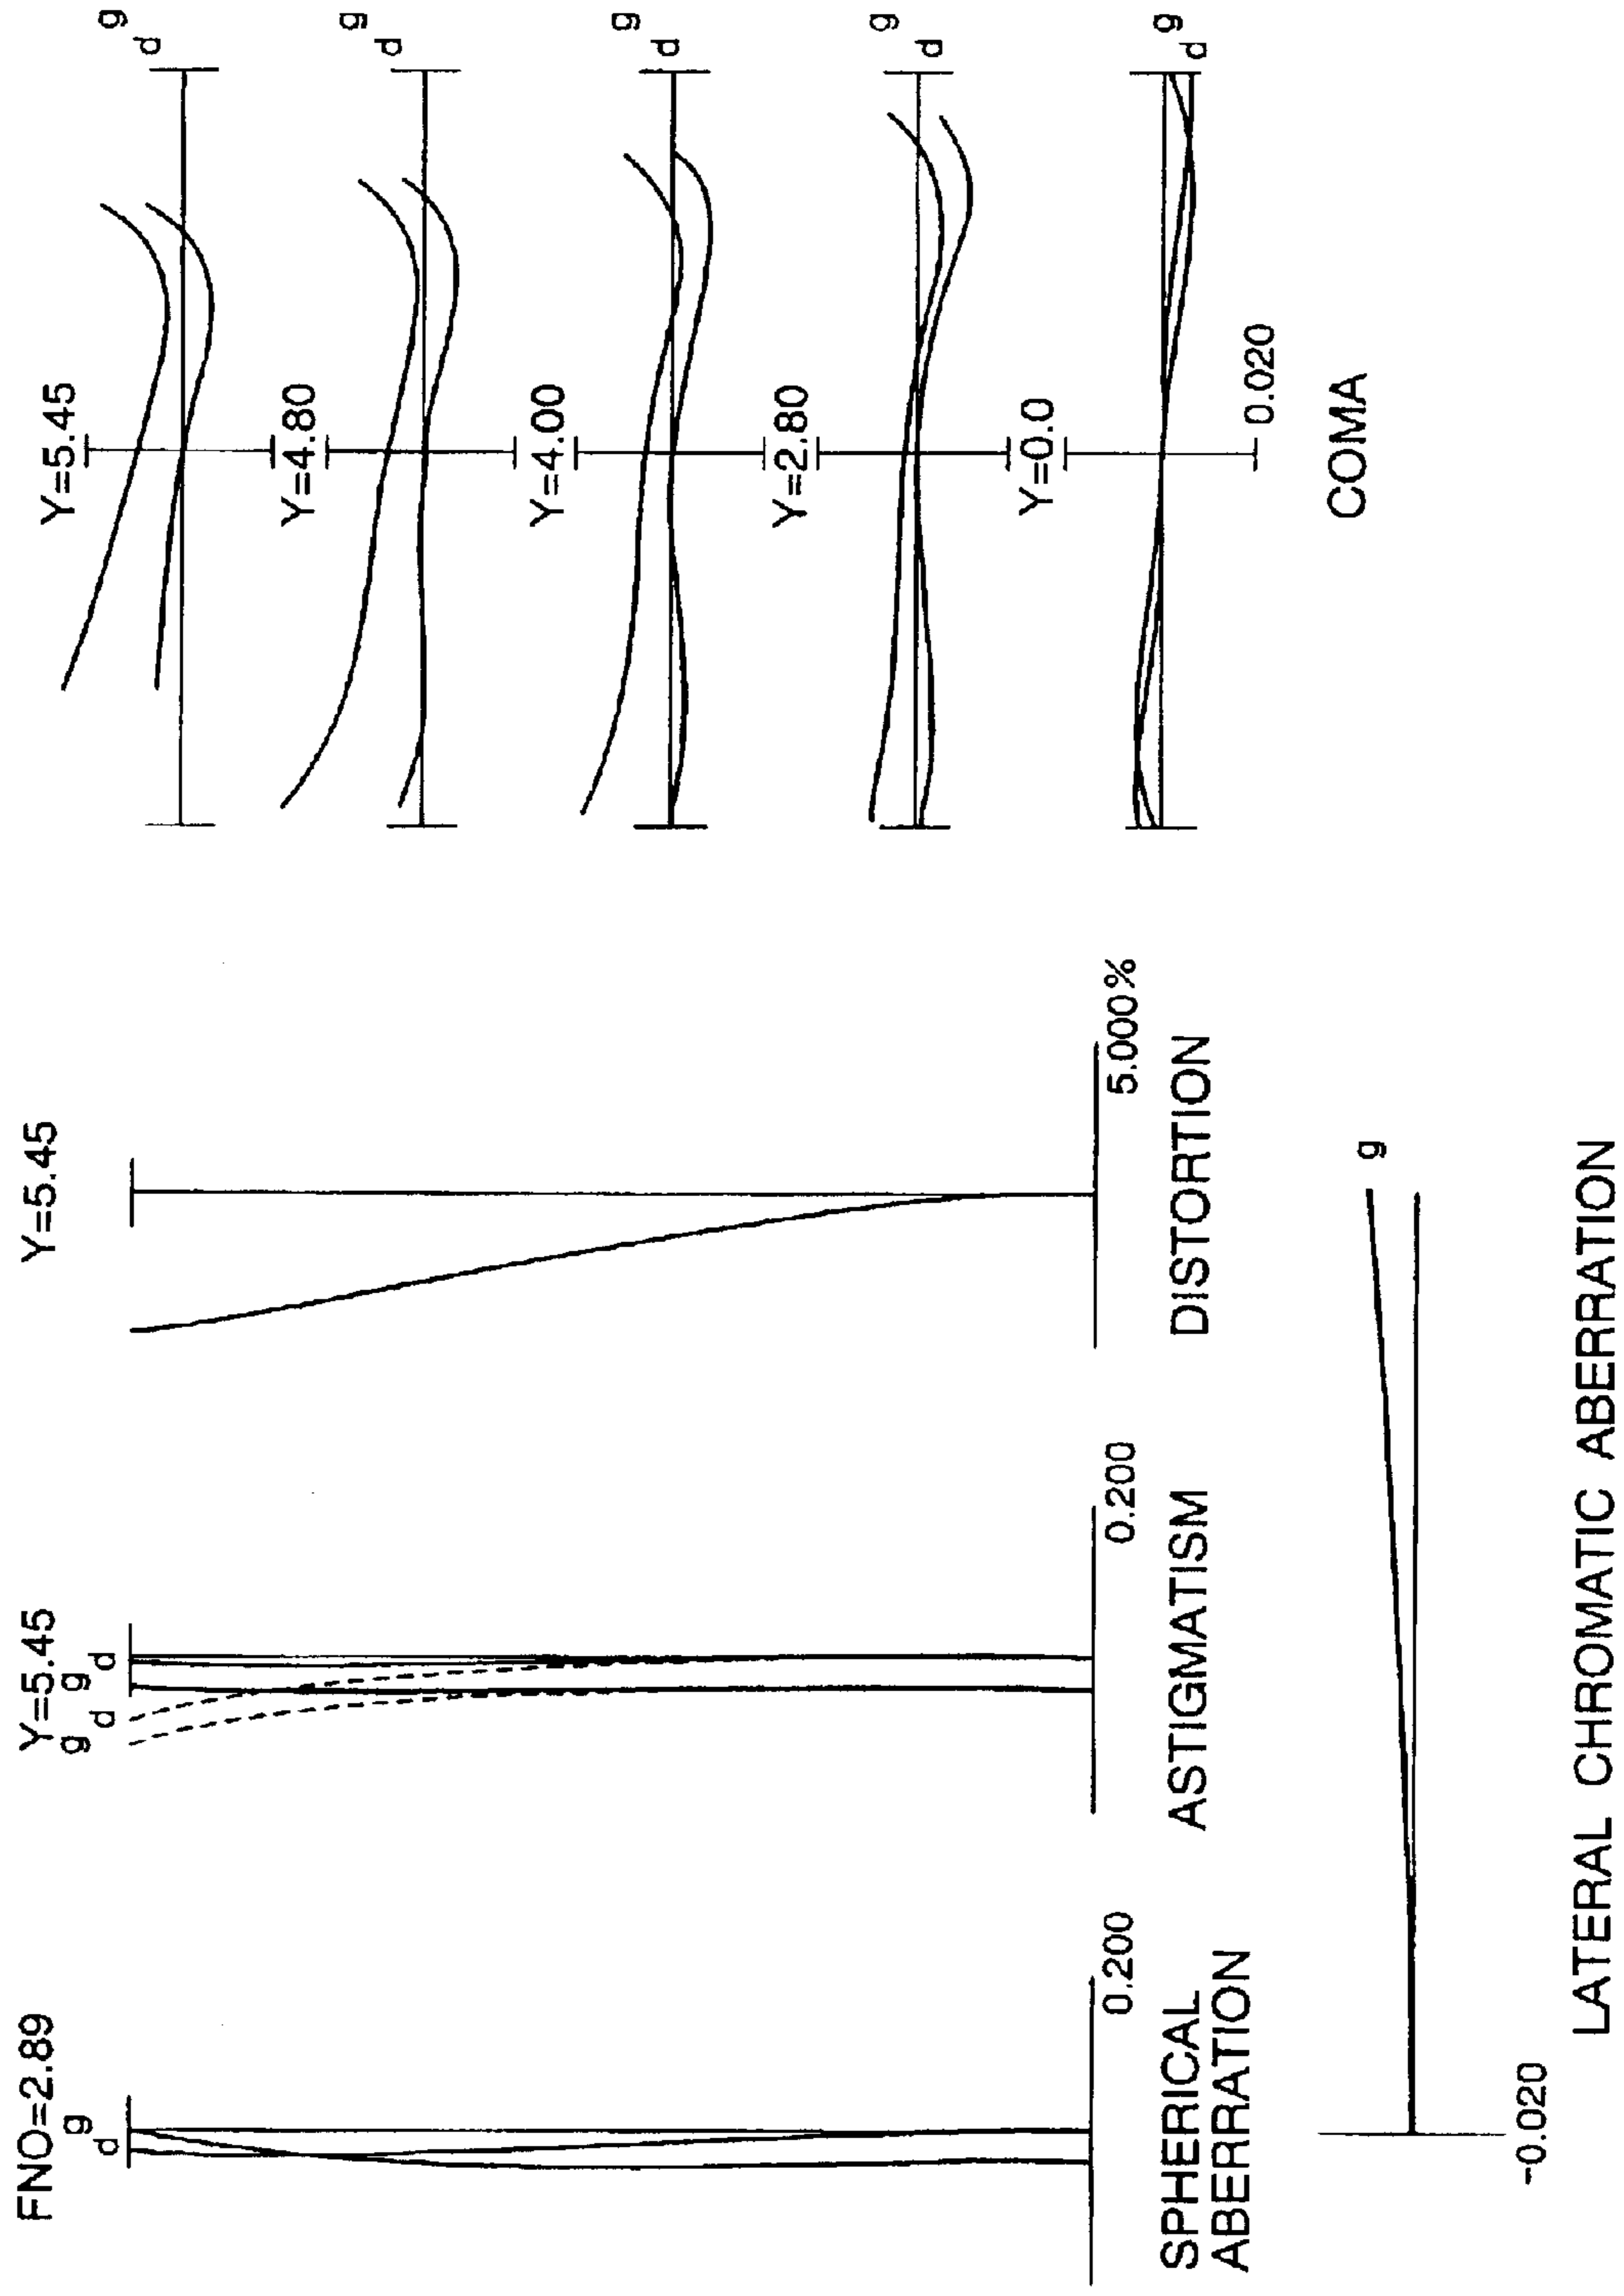 FNO=2.89
g
d
0.200
SPHERICAL
ABERRATION
Y=5.45
g
d
g
d
0.200
ASTIGMATISM
Y=5.45
5.000%
DISTORTION
Y=5.45
g
d
Y=4.80
g
d
Y=4.00
g
d
Y=2.80
g
d
Y=0.0
g
d
0.020
COMA
-0.020
g
LATERAL CHROMATIC ABERRATION